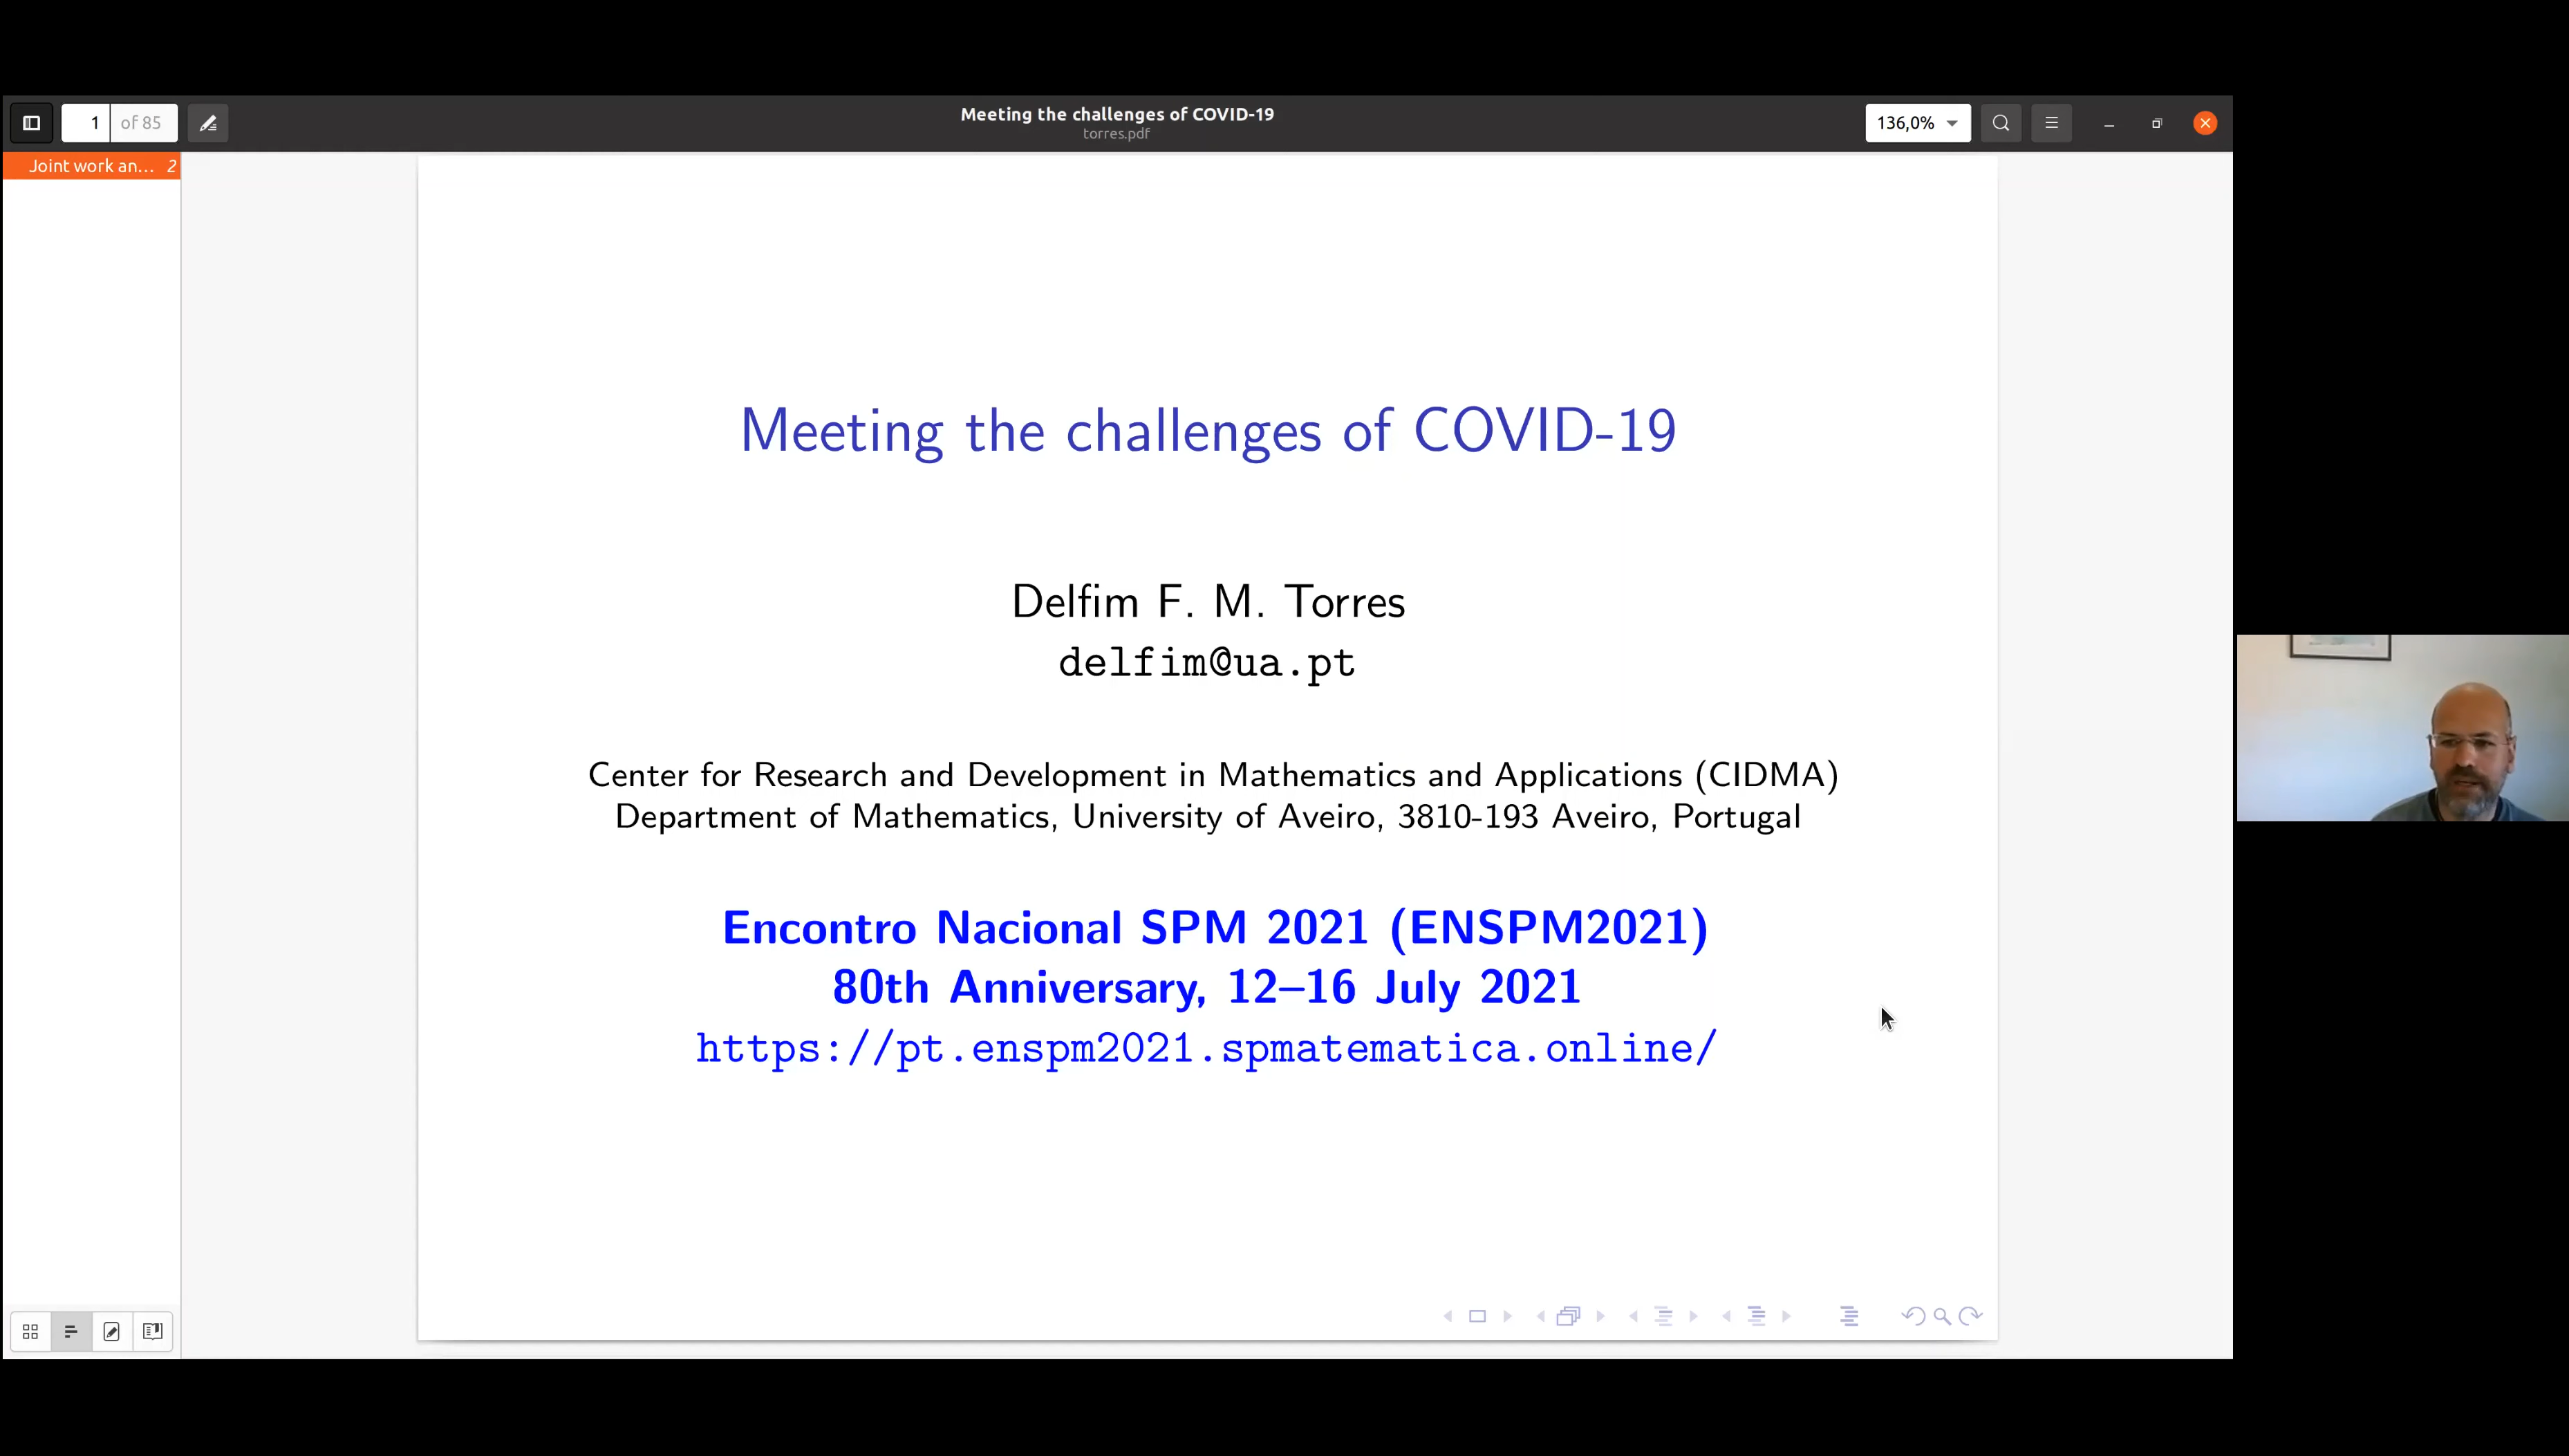 1 of 85
Meeting the challenges of COVID-19
torres.pdf
136,0%
Joint work an... 2
Meeting the challenges of COVID-19
Delfim F. M. Torres
delfim@ua.pt
Center for Research and Development in Mathematics and Applications (CIDMA)
Department of Mathematics, University of Aveiro, 3810-193 Aveiro, Portugal
Encontro Nacional SPM 2021 (ENSPM2021)
80th Anniversary, 12–16 July 2021
https://pt.enspm2021.spmatematica.online/